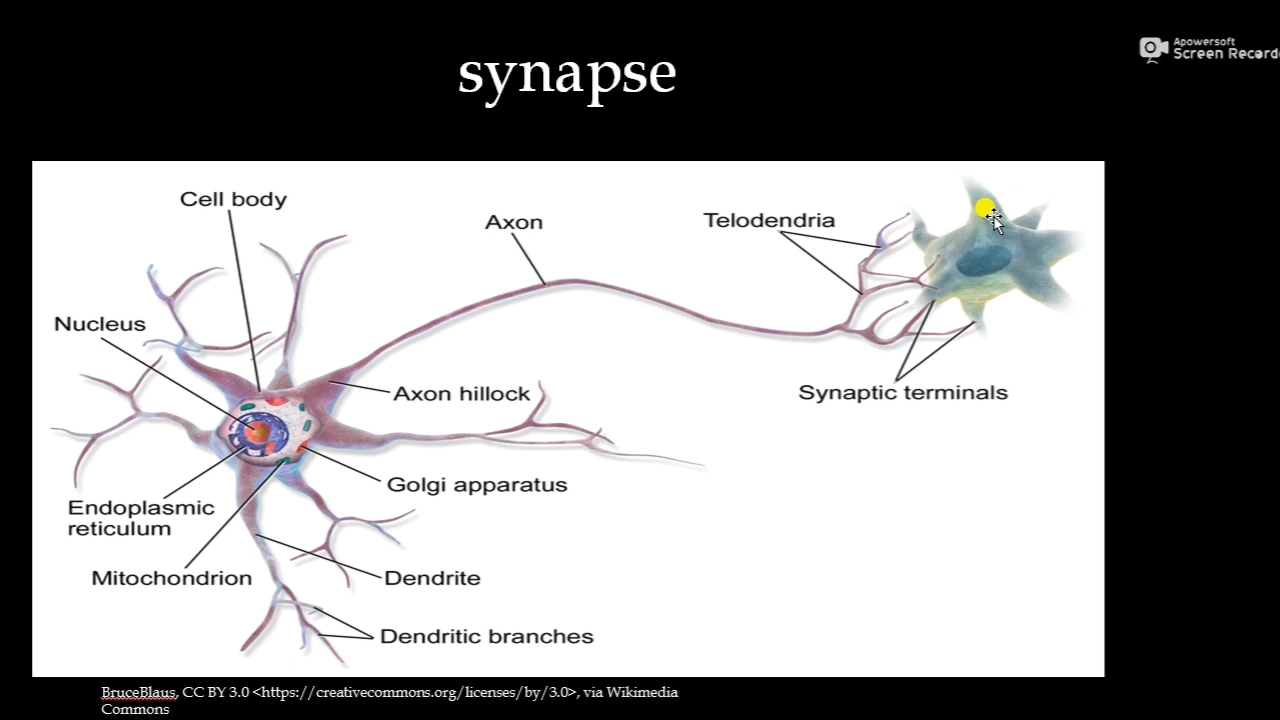 synapse
Apowersoft
Screen Recorde
Cell body
Axon
Telodendria
Nucleus
Axon hillock
Synaptic terminals
Golgi apparatus
Endoplasmic
reticulum
Mitochondrion
Dendrite
Dendritic branches
BruceBlaus, CC BY 3.0 <https://creativecommons.org/licenses/by/3.0>, via Wikimedia
Commons